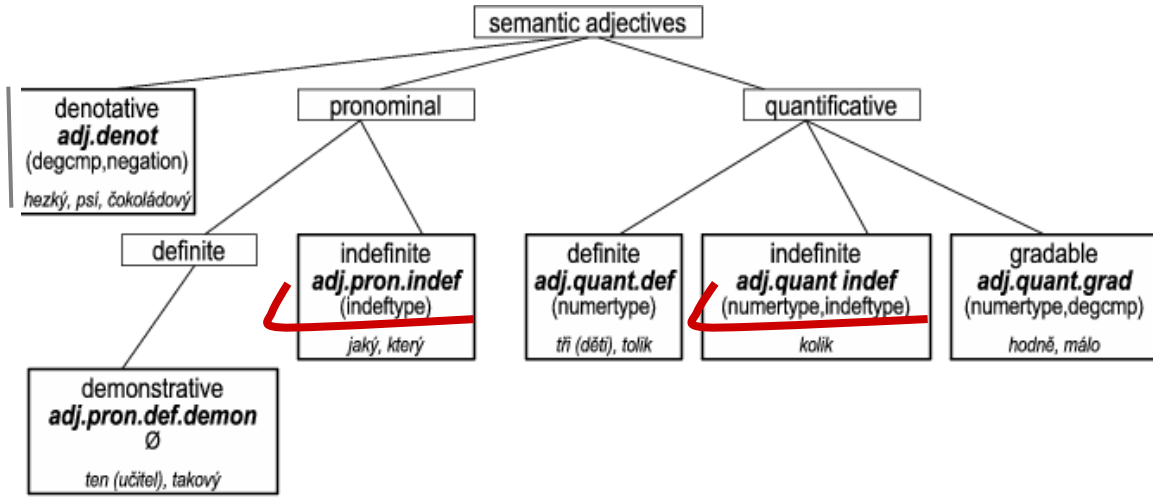 semantic adjectives
denotative
adj.denot
(degcmp,negation)
hezký, psí, čokoládový
pronominal
quantificative
definite
indefinite
adj.pron.indef
(indeftype)
jaký, který
definite
adj.quant.def
(numertype)
tři (děti), tolik
indefinite
adj.quant indef
(numertype,indeftype)
kolik
gradable
adj.quant.grad
(numertype,degcmp)
hodně, málo
demonstrative
adj.pron.def.demon
Ø
ten (učitel), takový